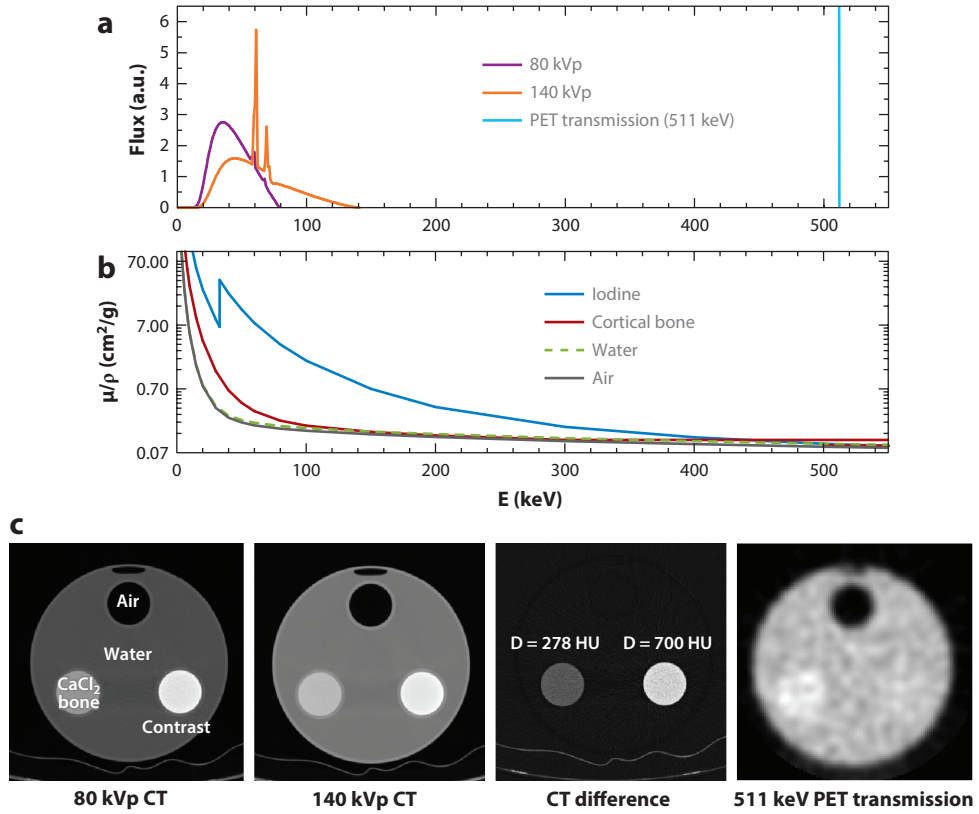 a
Flux (a.u.)
6
5
4
3
2
1
0
0
100
200
300
400
500
80 kVp
140 kVp
PET transmission (511 keV)
b
μ/ρ (cm²/g)
70.00
7.00
0.70
0.07
0
100
200
300
400
500
E (keV)
Iodine
Cortical bone
Water
Air
c
Air
Water
CaCl₂
bone
Contrast
D = 278 HU
D = 700 HU
80 kVp CT
140 kVp CT
CT difference
511 keV PET transmission